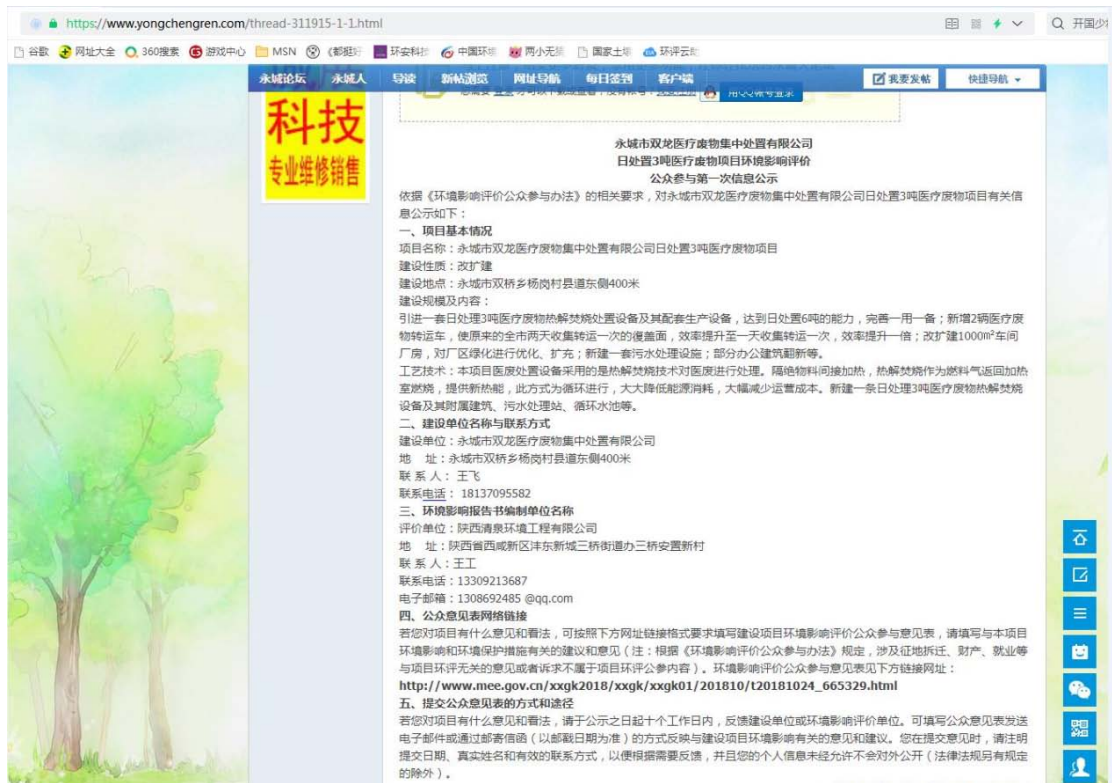 https://www.yongchengren.com/thread-311915-1-1.html
谷歌 网址大全 360搜索 游戏中心 MSN 《都挺好 环安科技 中国环境 两小无 国家土壤 环评云
永城论坛 永城人 导读 新帖浏览 网址导航 每日签到 客户端 我要发帖 快捷导航
科技
专业维修销售
用QQ帐号登录
永城市双龙医疗废物集中处置有限公司
日处置3吨医疗废物项目环境影响评价
公众参与第一次信息公示
依据《环境影响评价公众参与办法》的相关要求，对永城市双龙医疗废物集中处置有限公司日处置3吨医疗废物项目有关信
息公示如下：
一、项目基本情况
项目名称：永城市双龙医疗废物集中处置有限公司日处置3吨医疗废物项目
建设性质：改扩建
建设地点：永城市双桥乡杨岗村县道东侧400米
建设规模及内容：
引进一套日处理3吨医疗废物热解焚烧处置设备及其配套生产设备，达到日处置6吨的能力，完善一用一备；新增2辆医疗废
物转运车，使原来的全市两天收集转运一次的覆盖面，效率提升至一天收集转运一次，效率提升一倍；改扩建1000m²车间
厂房，对厂区绿化进行优化、扩充；新建一套污水处理设施；部分办公建筑翻新等。
工艺技术：本项目医废处置设备采用的是热解焚烧技术对医废进行处理。隔绝物料间接加热，热解焚烧作为燃料气返回加热
室燃烧，提供新热能，此方式为循环进行，大大降低能源消耗，大幅减少运营成本。新建一条日处理3吨医疗废物热解焚烧
设备及其附属建筑、污水处理站、循环水池等。
二、建设单位名称与联系方式
建设单位：永城市双龙医疗废物集中处置有限公司
地 址：永城市双桥乡杨岗村县道东侧400米
联 系 人： 王飞
联系电话： 18137095582
三、环境影响报告书编制单位名称
评价单位：陕西清泉环境工程有限公司
地 址：陕西省西咸新区沣东新城三桥街道办三桥安置新村
联 系 人：王工
联系电话：13309213687
电子邮箱：1308692485 @qq.com
四、公众意见表网络链接
若您对项目有什么意见和看法，可按照下方网址链接格式要求填写建设项目环境影响评价公众参与意见表，请填写与本项目
环境影响和环境保护措施有关的建议和意见（注：根据《环境影响评价公众参与办法》规定，涉及征地拆迁、财产、就业等
与项目环评无关的意见或者诉求不属于项目环评公参内容）。环境影响评价公众参与意见表见下方链接网址：
http://www.mee.gov.cn/xxgk2018/xxgk/xxgk01/201810/t20181024_665329.html
五、提交公众意见表的方式和途径
若您对项目有什么意见和看法，请于公示之日起十个工作日内，反馈建设单位或环境影响评价单位。可填写公众意见表发送
电子邮件或通过邮寄信函（以邮戳日期为准）的方式反映与建设项目环境影响有关的意见和建议。您在提交意见时，请注明
提交日期、真实姓名和有效的联系方式，以便根据需要反馈，并且您的个人信息未经允许不会对外公开（法律法规另有规定
的除外）。